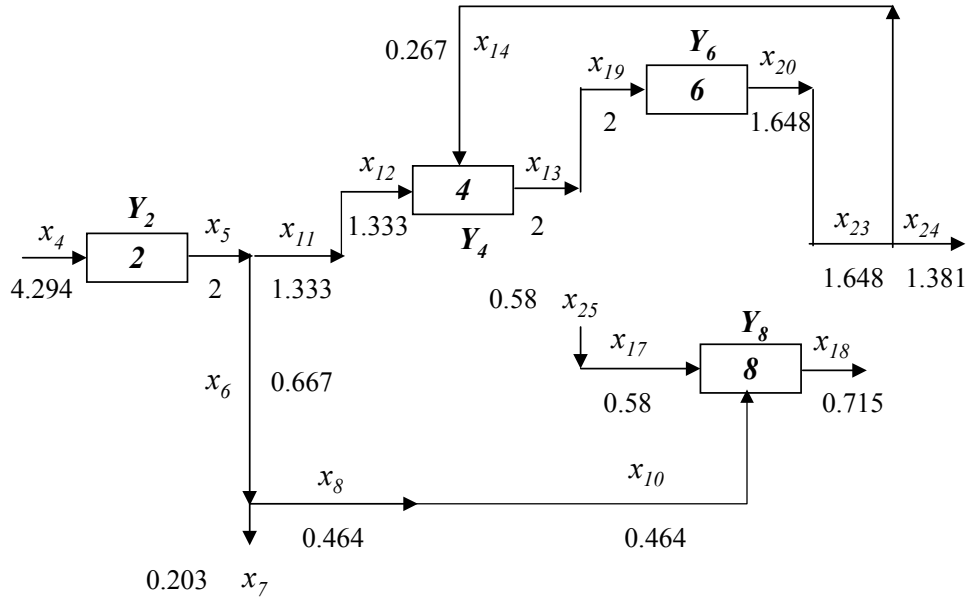 Y6
0.267 x14
x19 6 x20
2 1.648
x12 4 x13
Y2 1.333 Y4 2
x4 2 x5 x11 x23 x24
4.294 2 1.333 1.648 1.381
0.58 x25 Y8
x17 8 x18
x6 0.667 0.58 0.715
x8 x10
0.464 0.464
0.203 x7